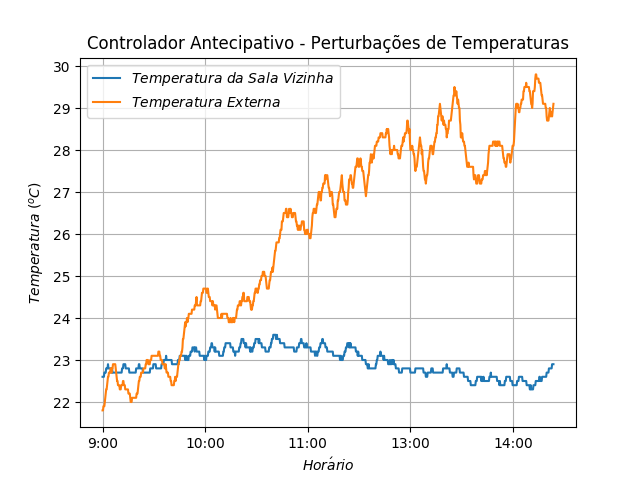 Controlador Antecipativo - Perturbações de Temperaturas
Temperatura da Sala Vizinha
Temperatura Externa
30
29
28
27
26
25
24
23
22
Temperatura (ºC)
9:00 10:00 11:00 13:00 14:00
Horário